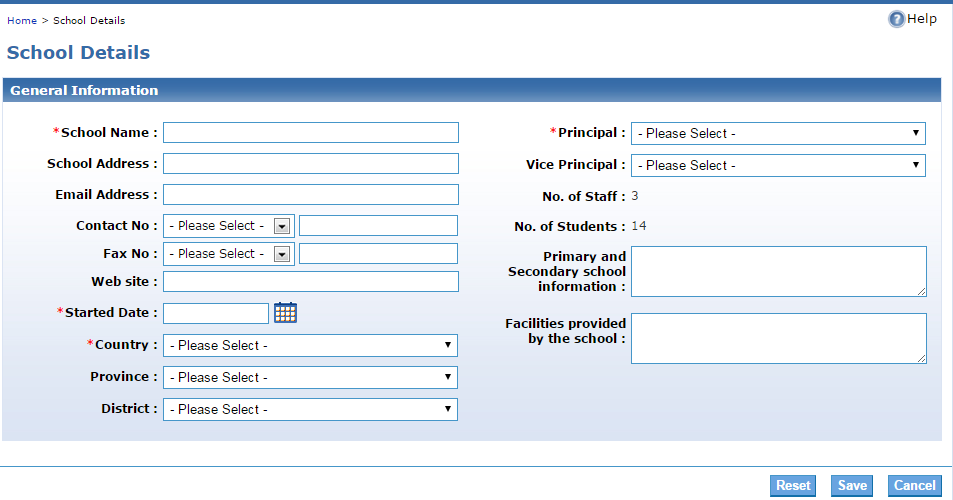 Home > School Details
Help
School Details
General Information
*School Name :
School Address :
Email Address :
Contact No : - Please Select -
Fax No : - Please Select -
Web site :
*Started Date :
*Country : - Please Select -
Province : - Please Select -
District : - Please Select -
*Principal : - Please Select -
Vice Principal : - Please Select -
No. of Staff : 3
No. of Students : 14
Primary and
Secondary school
information :
Facilities provided
by the school :
Reset Save Cancel